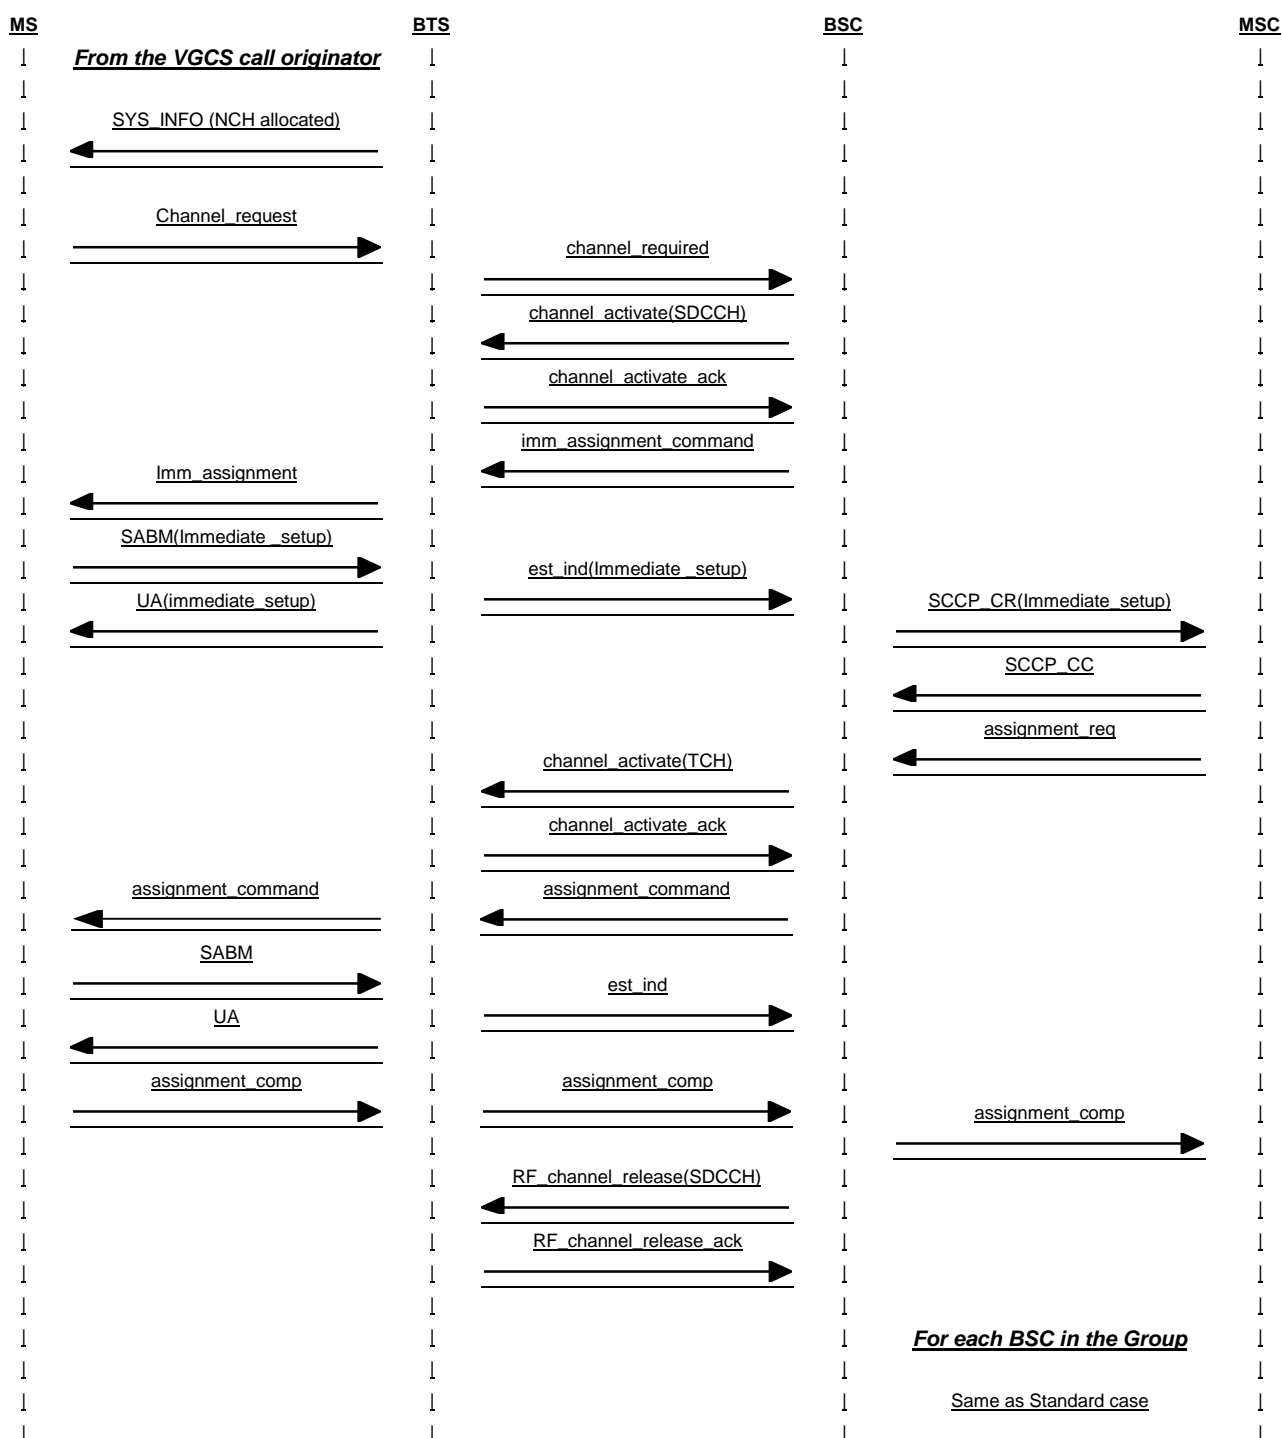 MS BTS BSC MSC
From the VGCS call originator
SYS_INFO (NCH allocated)
Channel_request
channel_required
channel_activate(SDCCH)
channel_activate_ack
imm_assignment_command
Imm_assignment
SABM(Immediate _setup)
est_ind(Immediate _setup)
UA(immediate_setup)
SCCP_CR(Immediate_setup)
SCCP_CC
assignment_req
channel_activate(TCH)
channel_activate_ack
assignment_command assignment_command
SABM
est_ind
UA
assignment_comp assignment_comp
assignment_comp
RF_channel_release(SDCCH)
RF_channel_release_ack
For each BSC in the Group
Same as Standard case